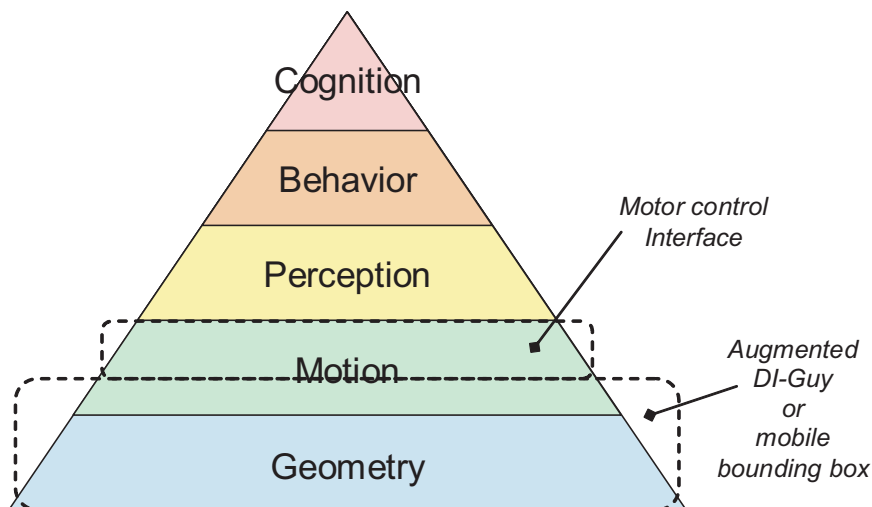 Cognition
Behavior
Motor control
Interface
Perception
Augmented
DI-Guy
or
mobile
bounding box
Motion
Geometry